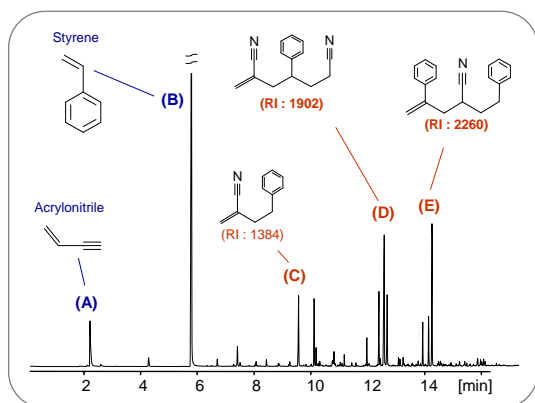 Styrene
(B)
N
N
(RI : 1902)
N
(RI : 2260)
Acrylonitrile
(A)
N
(RI : 1384)
(C)
(D)
(E)
2 4 6 8 10 12 14 [min]